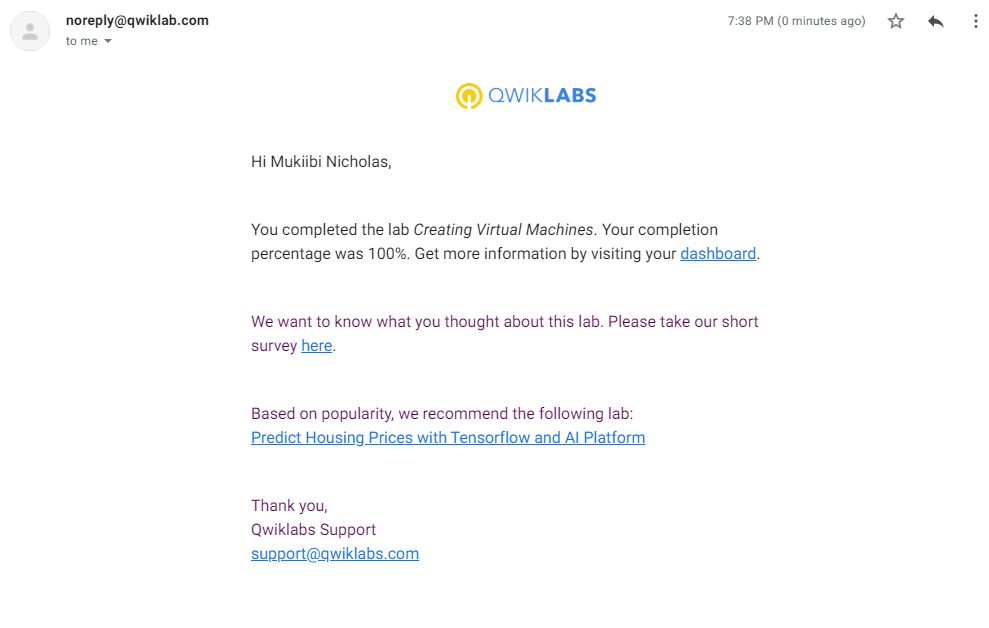 noreply@qwiklab.com
7:38 PM (0 minutes ago)
to me
QWIKLABS
Hi Mukiibi Nicholas,
You completed the lab Creating Virtual Machines. Your completion
percentage was 100%. Get more information by visiting your dashboard.
We want to know what you thought about this lab. Please take our short
survey here.
Based on popularity, we recommend the following lab:
Predict Housing Prices with Tensorflow and AI Platform
Thank you,
Qwiklabs Support
support@qwiklabs.com